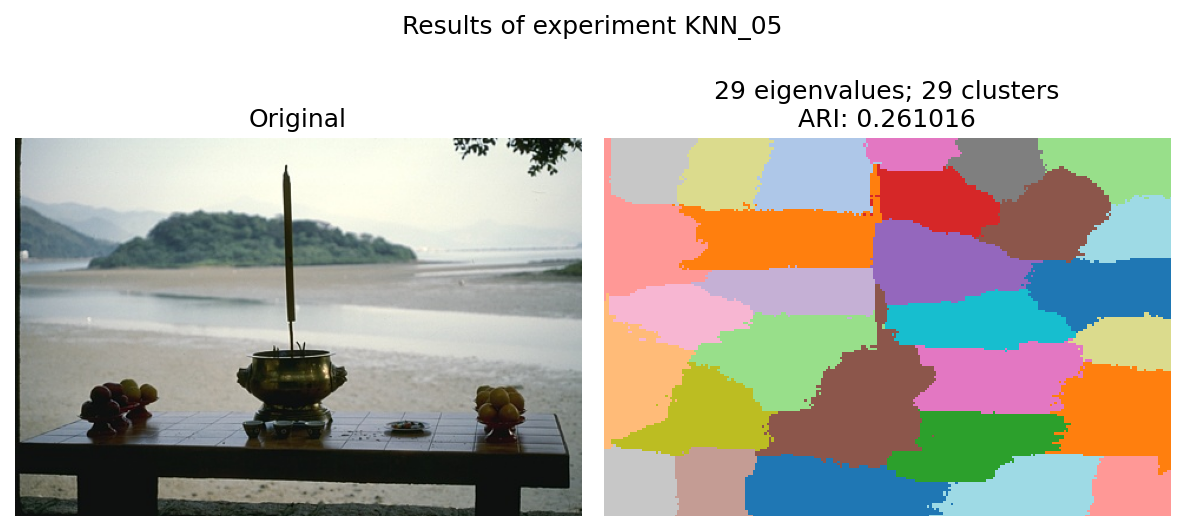 Results of experiment KNN_05
Original
29 eigenvalues; 29 clusters
ARI: 0.261016